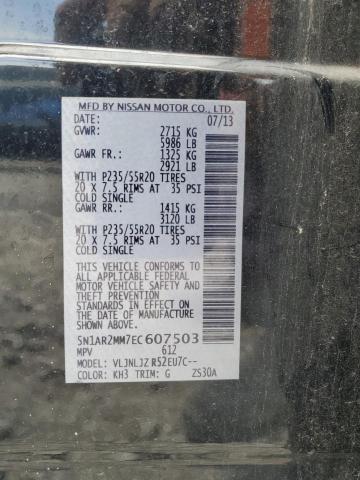 MFD BY NISSAN MOTOR CO., LTD.
DATE: 07/13
GVWR: 2715 KG
5986 LB
GAWR FR.: 1325 KG
2921 LB
WITH P235/55R20 TIRES
20 X 7.5 RIMS AT 35 PSI
COLD SINGLE
GAWR RR.: 1415 KG
3120 LB
WITH P235/55R20 TIRES
20 X 7.5 RIMS AT 35 PSI
COLD SINGLE
THIS VEHICLE CONFORMS TO
ALL APPLICABLE FEDERAL
MOTOR VEHICLE SAFETY
AND THEFT PREVENTION
STANDARDS IN EFFECT ON
THE DATE OF MANUFACTURE
SHOWN ABOVE.
5N1AR2MM7EC607503
MPV 612
MODEL: VLJNLJZ R52EU7C--
COLOR: KH3 TRIM: G ZS30A